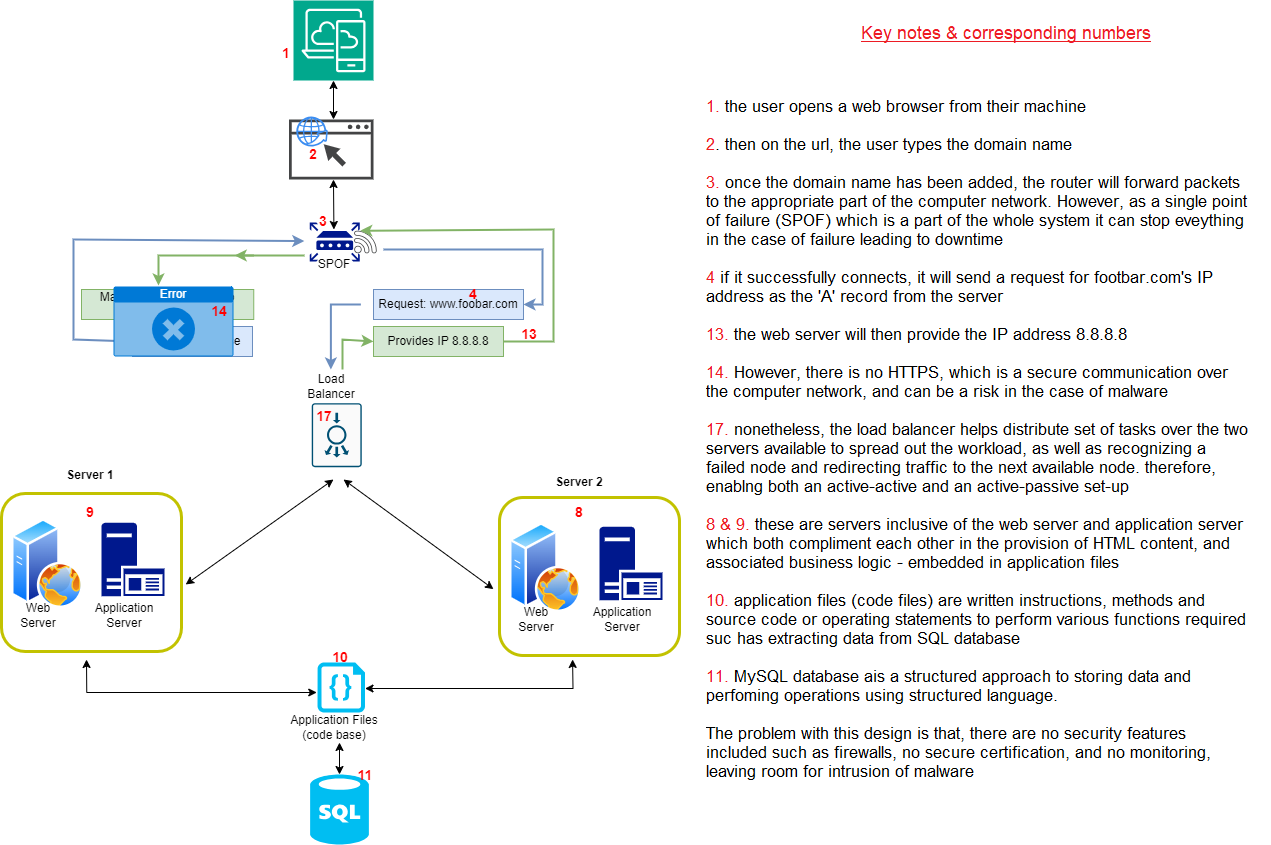 1
2
3
SPOF
Error
14
Ma
e
Request: www.foobar.com
4
Provides IP 8.8.8.8
13
Load
Balancer
17
Server 1
9
Web
Server
Application
Server
Server 2
8
Web
Server
Application
Server
10
Application Files
(code base)
11
SQL
Key notes & corresponding numbers
1. the user opens a web browser from their machine
2. then on the url, the user types the domain name
3. once the domain name has been added, the router will forward packets
to the appropriate part of the computer network. However, as a single point
of failure (SPOF) which is a part of the whole system it can stop eveything
in the case of failure leading to downtime
4 if it successfully connects, it will send a request for footbar.com's IP
address as the 'A' record from the server
13. the web server will then provide the IP address 8.8.8.8
14. However, there is no HTTPS, which is a secure communication over
the computer network, and can be a risk in the case of malware
17. nonetheless, the load balancer helps distribute set of tasks over the two
servers available to spread out the workload, as well as recognizing a
failed node and redirecting traffic to the next available node. therefore,
enablng both an active-active and an active-passive set-up
8 & 9. these are servers inclusive of the web server and application server
which both compliment each other in the provision of HTML content, and
associated business logic - embedded in application files
10. application files (code files) are written instructions, methods and
source code or operating statements to perform various functions required
suc has extracting data from SQL database
11. MySQL database ais a structured approach to storing data and
perfoming operations using structured language.
The problem with this design is that, there are no security features
included such as firewalls, no secure certification, and no monitoring,
leaving room for intrusion of malware